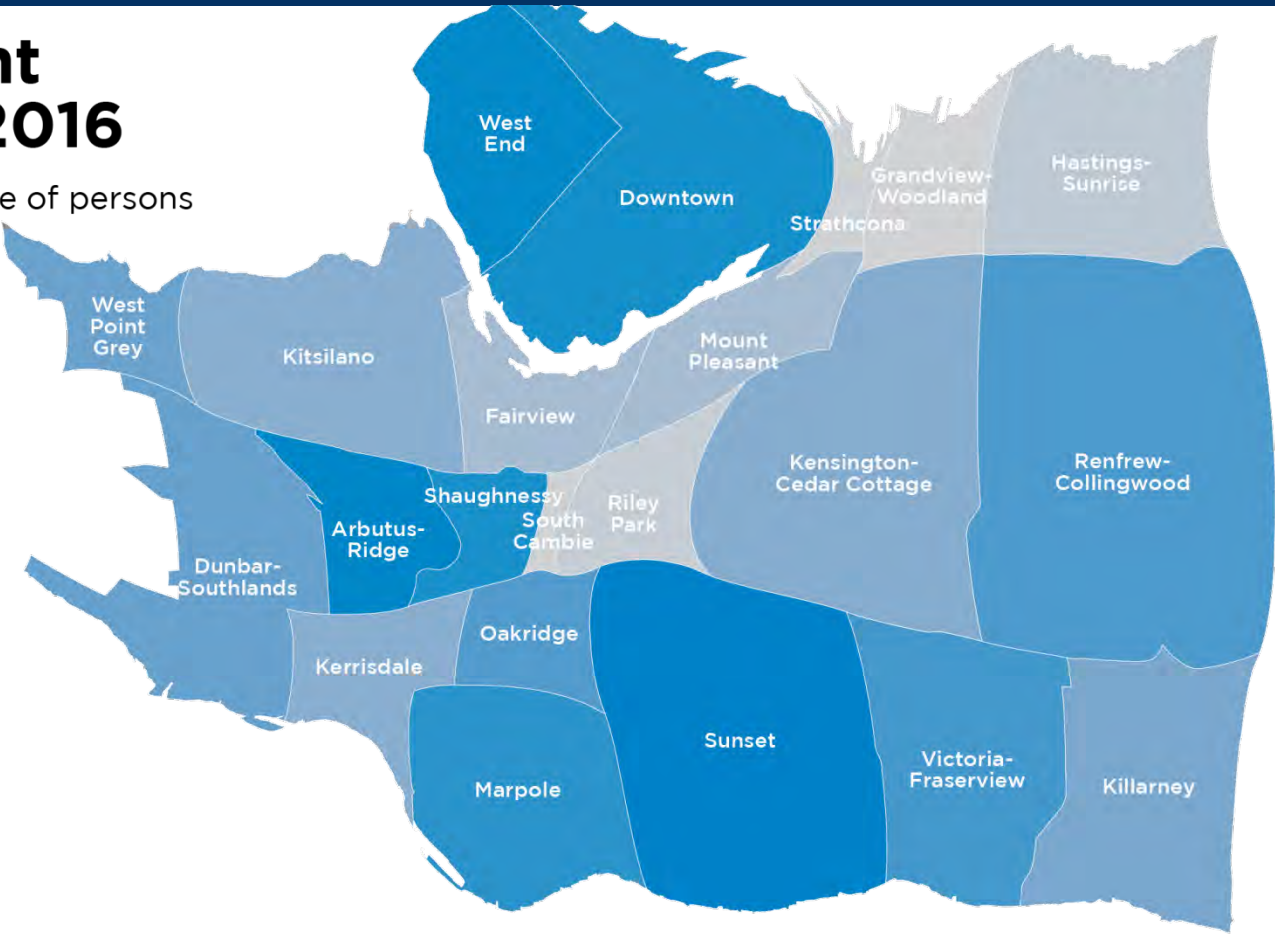 nt
2016
e of persons
West
End
Downtown
Grandview-
Woodland
Hastings-
Sunrise
Strathcona
West
Point
Grey
Kitsilano
Mount
Pleasant
Fairview
Kensington-
Cedar Cottage
Renfrew-
Collingwood
Shaughnessy
South
Cambie
Riley
Park
Arbutus-
Ridge
Dunbar-
Southlands
Oakridge
Kerrisdale
Sunset
Victoria-
Fraserview
Marpole
Killarney